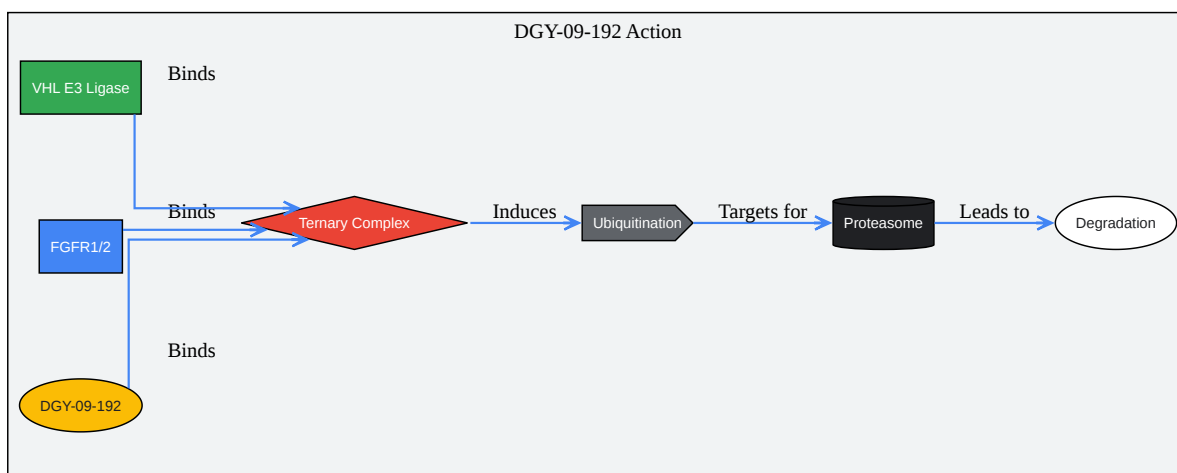 DGY-09-192 Action
VHL E3 Ligase
Binds
FGFR1/2
Binds
Ternary Complex
Induces
Ubiquitination
Targets for
Proteasome
Leads to
Degradation
Binds
DGY-09-192